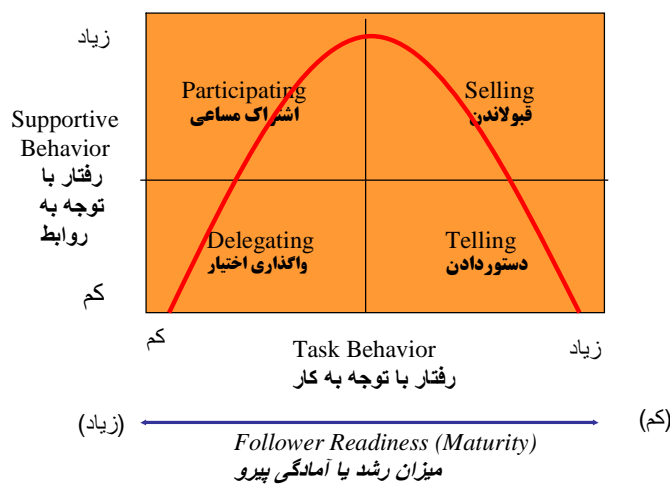 زیاد
Participating
اشتراک مساعی
Selling
قبولاندن
Supportive
Behavior
رفتار با
توجه به
روابط
Delegating
واگذاری اختیار
Telling
دستوردادن
کم
کم
زیاد
Task Behavior
رفتار با توجه به کار
(زیاد)
(کم)
Follower Readiness (Maturity)
میزان رشد یا آمادگی پیرو